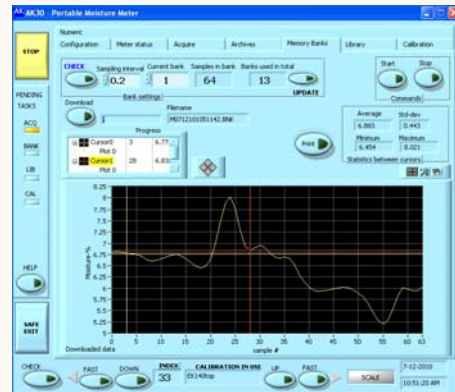 AK30 - Portable Moisture Meter
Numeric
Configuration Meter status Acquire Archives Memory Banks Library Calibration
STOP
CHECK Sampling interval Current bank Samples in bank Banks used in total
0.2 1 64 13
UPDATE
Bank settings
Start Stop
Commands
PENDING
TASKS
ACQ
BANK
LIB
CAL
Download
Filename
M0712101051142.BNK
Progress
Cursor0 3 6.77
Plot 0
Cursor1 28 6.83
Plot 0
Print
Average Std-dev
6.883 0.443
Minimum Maximum
6.454 8.021
Statistics between cursors
HELP
SAFE
EXIT
Moisture-%
8.25
8
7.75
7.5
7.25
7
6.75
6.5
6.25
6
5.75
5.5
5.25
5
0 5 10 15 20 25 30 35 40 45 50 55 60 63
Downloaded data
sample #
CHECK
FAST DOWN
INDEX
33
CALIBRATION IN USE
EK140top
UP FAST
SCALE
7-12-2010
10:51:20 AM